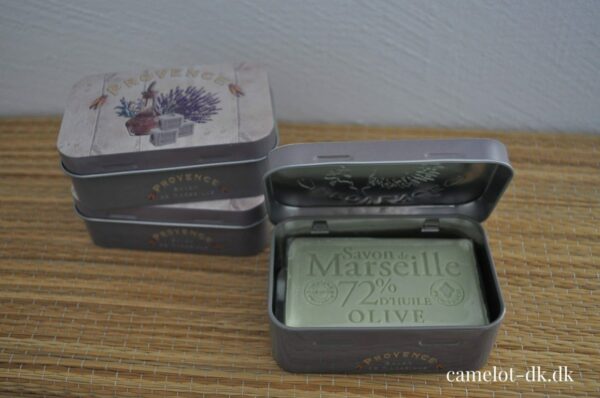 PROVENCE
PROVENCE
PROVENCE
Savon de
Marseille
72%
D'HUILE
OLIVE
PROVENCE
camelot-dk.dk